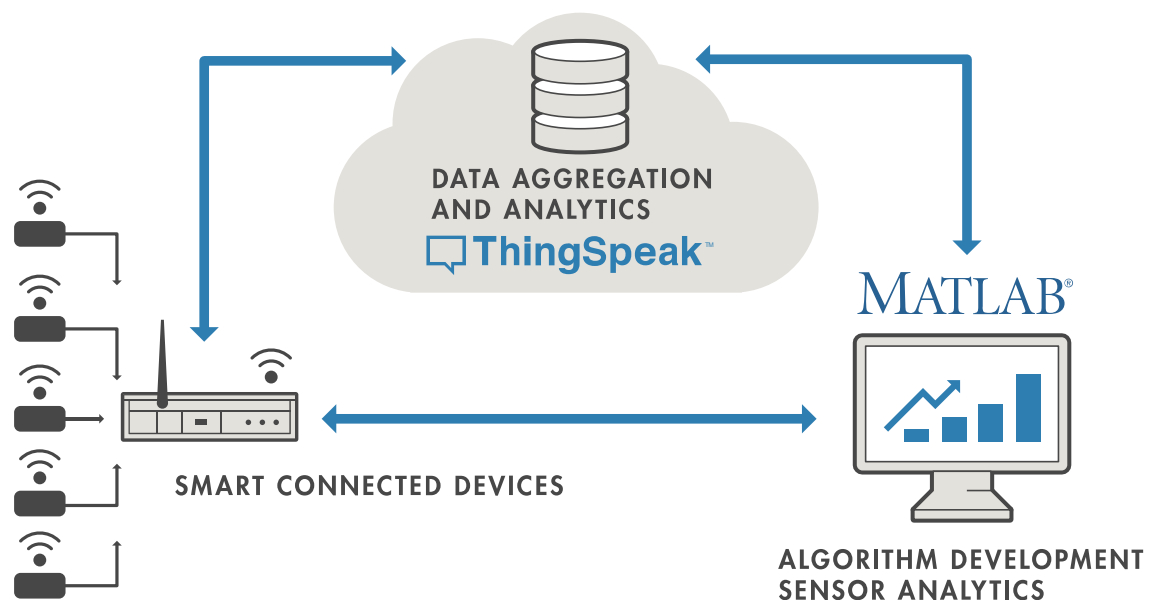 DATA AGGREGATION
AND ANALYTICS
ThingSpeak™
MATLAB®
SMART CONNECTED DEVICES
ALGORITHM DEVELOPMENT
SENSOR ANALYTICS